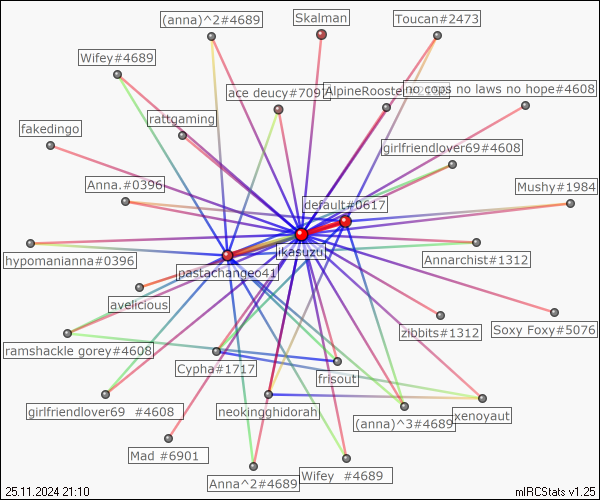 (anna)^2#4689
Skalman
Toucan#2473
Wifey#4689
ace deucy#7097
AlpineRooster
no cops no laws no hope#4608
rattgaming
fakedingo
girlfriendlover69#4608
Anna.#0396
Mushy#1984
default#0617
ikasuzu
hypomanianna#0396
Annarchist#1312
pastachangeo41
avelicious
zibbits#1312
Soxy Foxy#5076
ramshackle gorey#4608
Cypha#1717
frisout
girlfriendlover69 #4608
neokingghidorah
(anna)^3#4689
xenoyaut
Mad #6901
Anna^2#4689
Wifey #4689
25.11.2024 21:10
mIRCStats v1.25